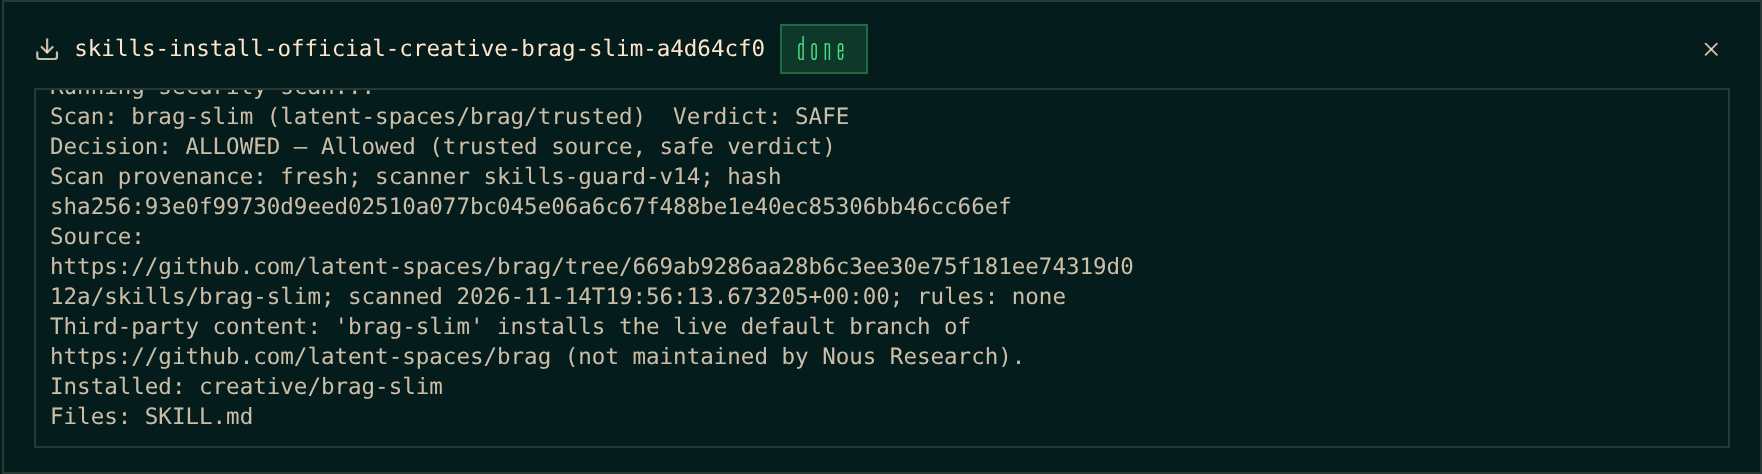 skills-install-official-creative-brag-slim-a4d64cf0 done
Running security scan...
Scan: brag-slim (latent-spaces/brag/trusted)  Verdict: SAFE
Decision: ALLOWED — Allowed (trusted source, safe verdict)
Scan provenance: fresh; scanner skills-guard-v14; hash
sha256:93e0f99730d9eed02510a077bc045e06a6c67f488be1e40ec85306bb46cc66ef
Source:
https://github.com/latent-spaces/brag/tree/669ab9286aa28b6c3ee30e75f181ee74319d0
12a/skills/brag-slim; scanned 2026-11-14T19:56:13.673205+00:00; rules: none
Third-party content: 'brag-slim' installs the live default branch of
https://github.com/latent-spaces/brag (not maintained by Nous Research).
Installed: creative/brag-slim
Files: SKILL.md